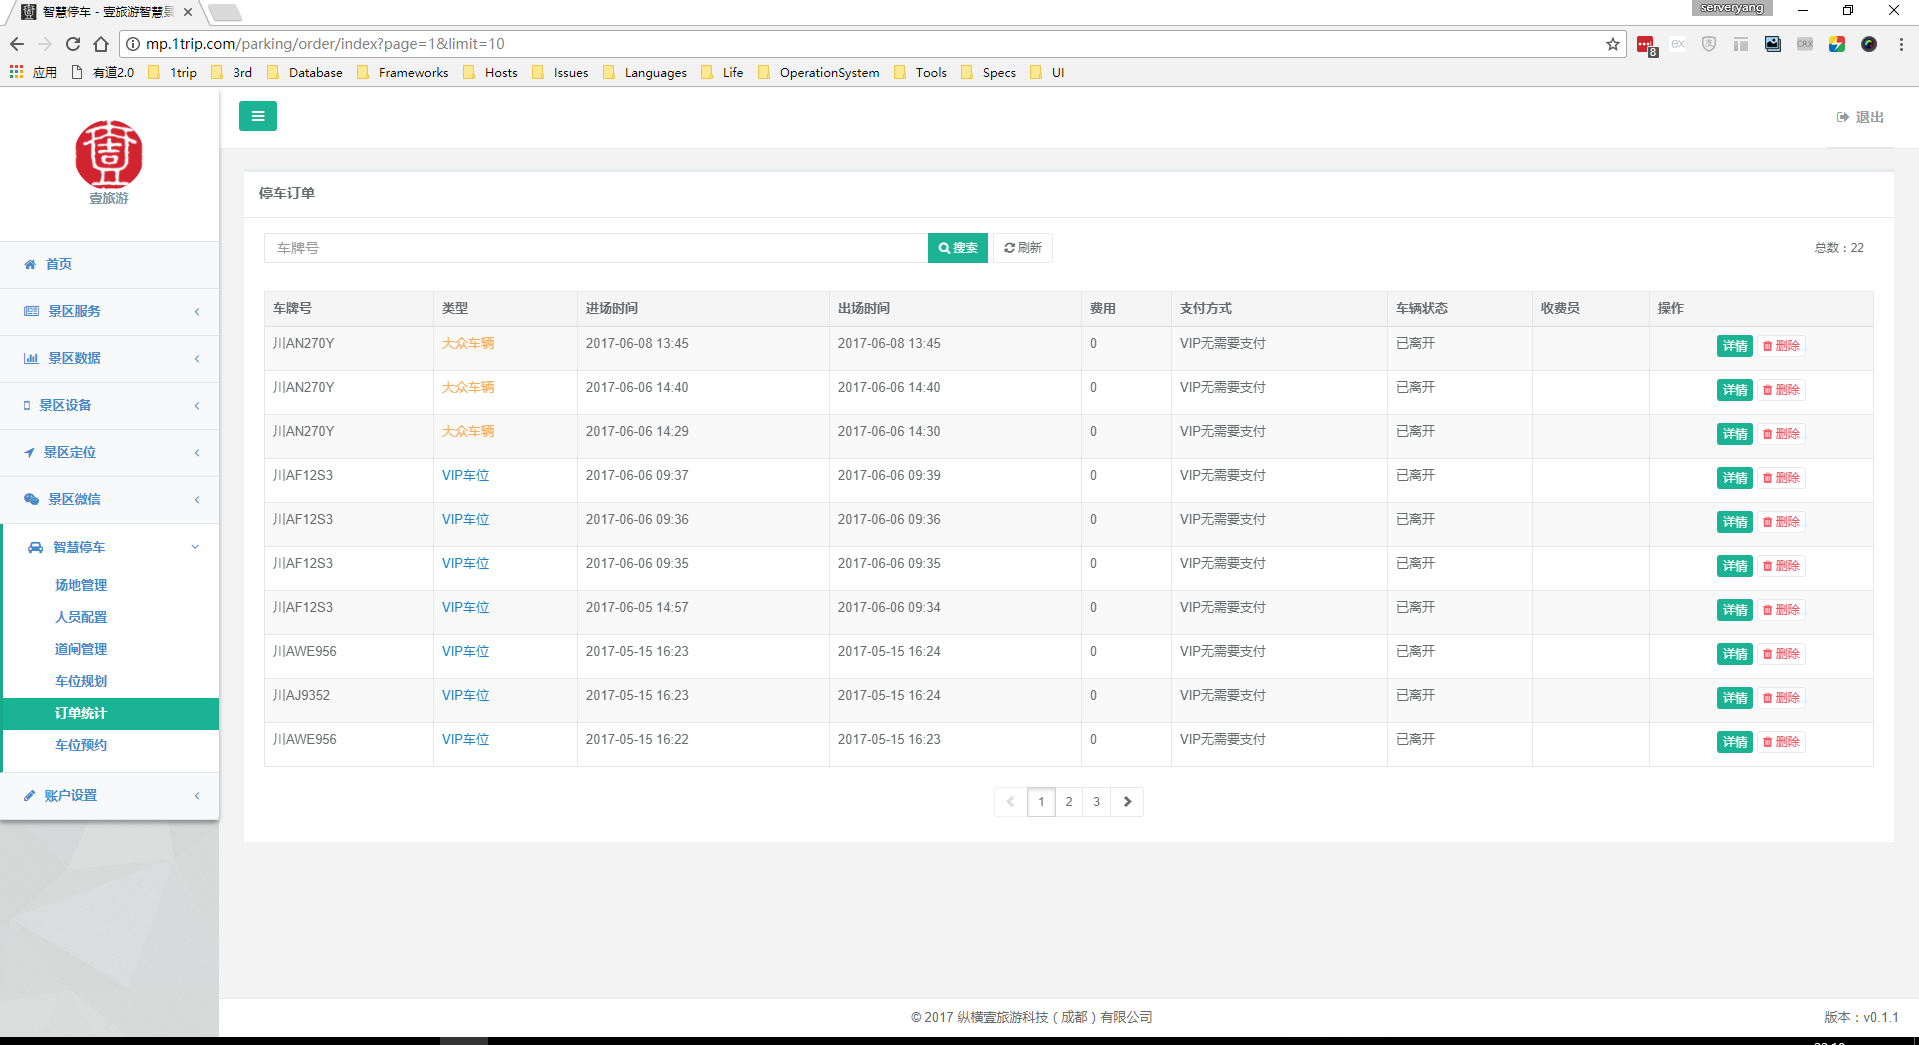 智慧停车 - 壹旅游智慧景
serveryang
mp.1trip.com/parking/order/index?page=1&limit=10
8
ex
CRX
应用 有道2.0 1trip 3rd Database Frameworks Hosts Issues Languages Life OperationSystem Tools Specs UI
壹旅游
退出
首页
景区服务
景区数据
景区设备
景区定位
景区微信
智慧停车
场地管理
人员配置
道闸管理
车位规划
订单统计
车位预约
账户设置
停车订单
车牌号 搜索 刷新 总数：22
车牌号 类型 进场时间 出场时间 费用 支付方式 车辆状态 收费员 操作
川AN270Y 大众车辆 2017-06-08 13:45 2017-06-08 13:45 0 VIP无需要支付 已离开 详情 删除
川AN270Y 大众车辆 2017-06-06 14:40 2017-06-06 14:40 0 VIP无需要支付 已离开 详情 删除
川AN270Y 大众车辆 2017-06-06 14:29 2017-06-06 14:30 0 VIP无需要支付 已离开 详情 删除
川AF12S3 VIP车位 2017-06-06 09:37 2017-06-06 09:39 0 VIP无需要支付 已离开 详情 删除
川AF12S3 VIP车位 2017-06-06 09:36 2017-06-06 09:36 0 VIP无需要支付 已离开 详情 删除
川AF12S3 VIP车位 2017-06-06 09:35 2017-06-06 09:35 0 VIP无需要支付 已离开 详情 删除
川AF12S3 VIP车位 2017-06-05 14:57 2017-06-06 09:34 0 VIP无需要支付 已离开 详情 删除
川AWE956 VIP车位 2017-05-15 16:23 2017-05-15 16:24 0 VIP无需要支付 已离开 详情 删除
川AJ9352 VIP车位 2017-05-15 16:23 2017-05-15 16:24 0 VIP无需要支付 已离开 详情 删除
川AWE956 VIP车位 2017-05-15 16:22 2017-05-15 16:23 0 VIP无需要支付 已离开 详情 删除
1 2 3
© 2017 纵横壹旅游科技（成都）有限公司
版本：v0.1.1